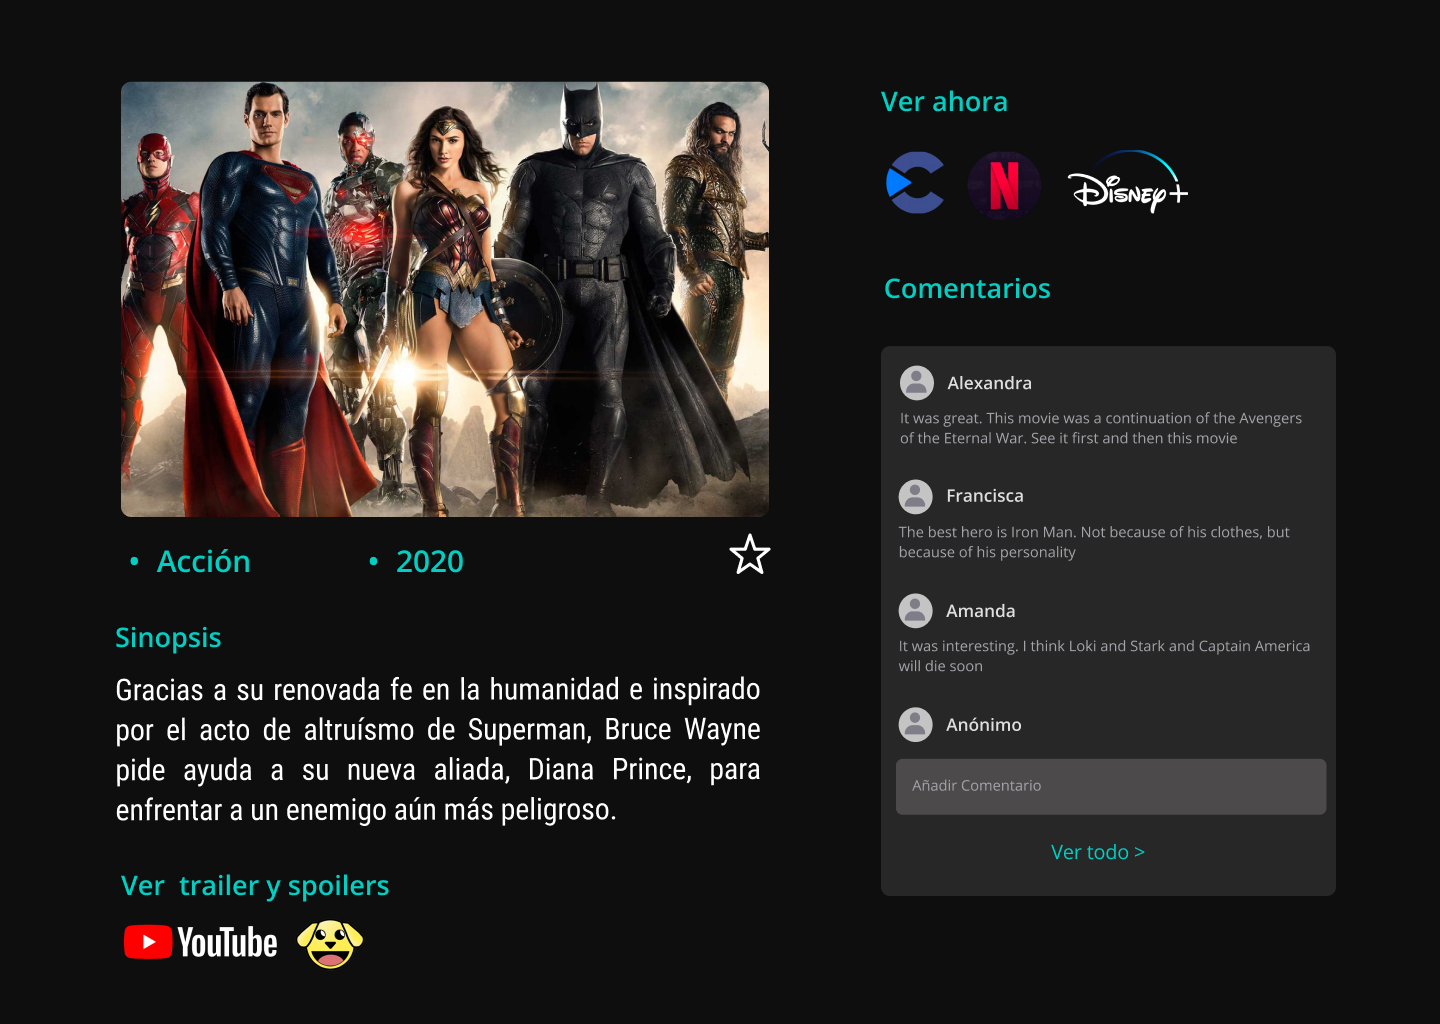 Acción
2020
Sinopsis
Gracias a su renovada fe en la humanidad e inspirado
por el acto de altruísmo de Superman, Bruce Wayne
pide ayuda a su nueva aliada, Diana Prince, para
enfrentar a un enemigo aún más peligroso.
Ver trailer y spoilers
YouTube
Ver ahora
N
Disney+
Comentarios
Alexandra
It was great. This movie was a continuation of the Avengers
of the Eternal War. See it first and then this movie
Francisca
The best hero is Iron Man. Not because of his clothes, but
because of his personality
Amanda
It was interesting. I think Loki and Stark and Captain America
will die soon
Anónimo
Añadir Comentario
Ver todo >